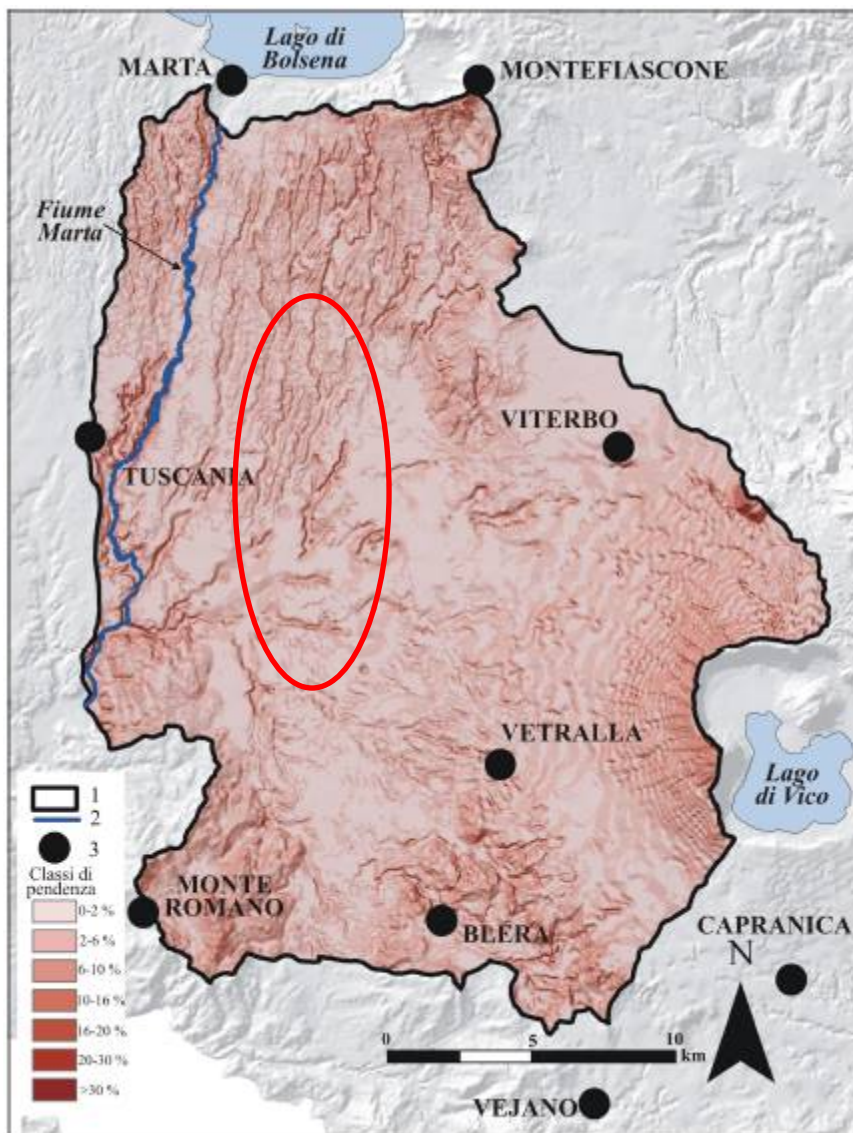 Lago di
Bolsena
MARTA
MONTEFIASCONE
Fiume
Marta
VITERBO
TUSCANIA
VETRALLA
Lago
di Vico
1
2
3
Classi di
pendenza
0-2 %
2-6 %
6-10 %
10-16 %
16-20 %
20-30 %
>30 %
MONTE
ROMANO
BLERA
CAPRANICA
N
0 5 10
km
VEJANO